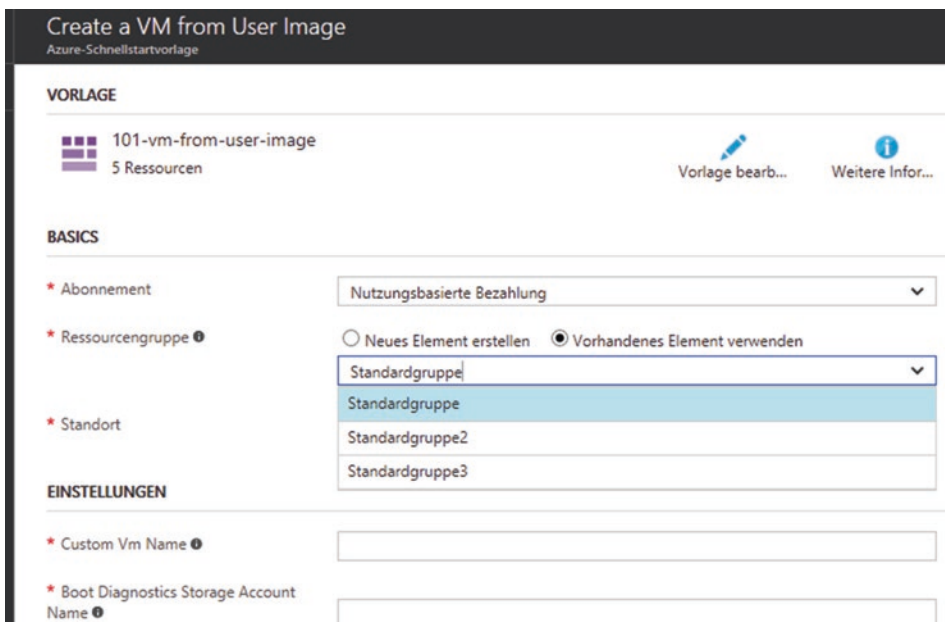 Create a VM from User Image
Azure-Schnellstartvorlage
VORLAGE
101-vm-from-user-image
5 Ressourcen
Vorlage bearb...
Weitere Infor...
BASICS
* Abonnement
Nutzungsbasierte Bezahlung
* Ressourcengruppe
Neues Element erstellen
Vorhandenes Element verwenden
Standardgruppe
Standardgruppe
* Standort
Standardgruppe2
Standardgruppe3
EINSTELLUNGEN
* Custom Vm Name
* Boot Diagnostics Storage Account
Name